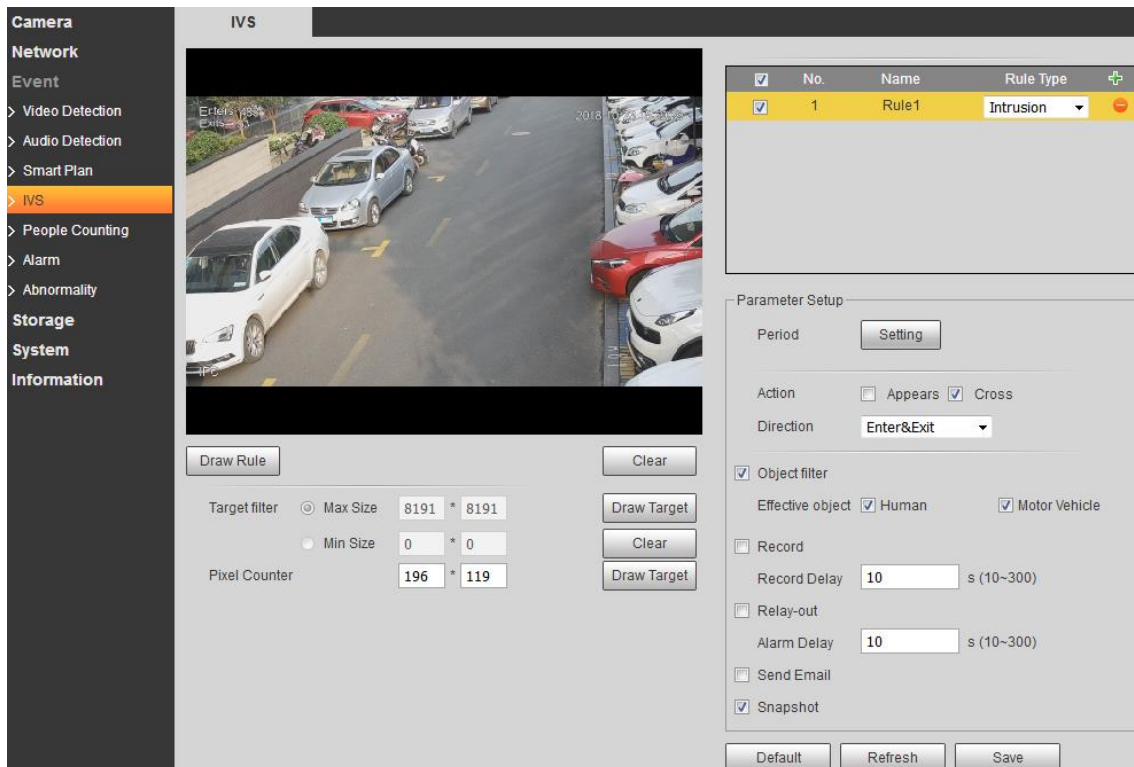 Camera
Network
Event
Video Detection
Audio Detection
Smart Plan
IVS
People Counting
Alarm
Abnormality
Storage
System
Information
IVS
IPC
Draw Rule
Clear
Target filter Max Size 8191 * 8191 Draw Target
Min Size 0 * 0 Clear
Pixel Counter 196 * 119 Draw Target
No. Name Rule Type
1 Rule1 Intrusion
Parameter Setup
Period Setting
Action Appears Cross
Direction Enter&Exit
Object filter
Effective object Human Motor Vehicle
Record
Record Delay 10 s (10~300)
Relay-out
Alarm Delay 10 s (10~300)
Send Email
Snapshot
Default Refresh Save